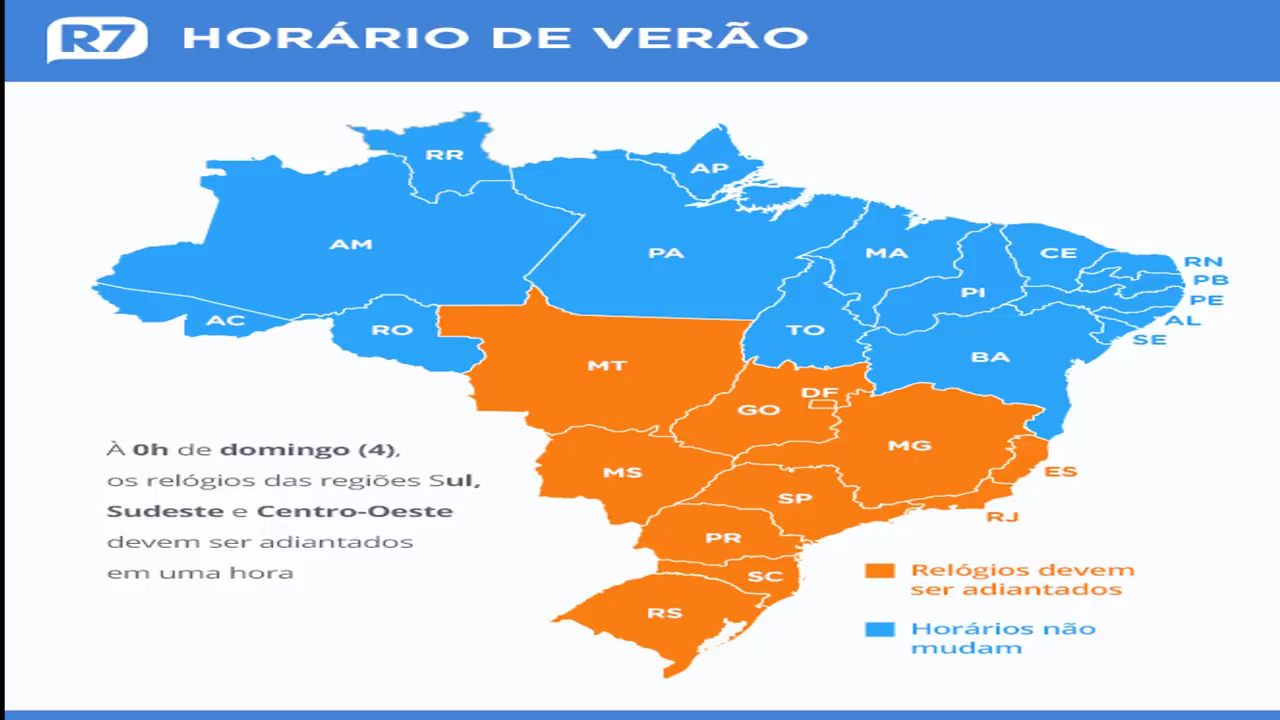 R7 HORÁRIO DE VERÃO
RR
AP
AM
PA
MA
CE
RN
PB
PI
PE
AC
RO
TO
AL
SE
BA
MT
DF
GO
MG
MS
ES
SP
RJ
PR
SC
RS
À 0h de domingo (4),
os relógios das regiões Sul,
Sudeste e Centro-Oeste
devem ser adiantados
em uma hora
Relógios devem
ser adiantados
Horários não
mudam